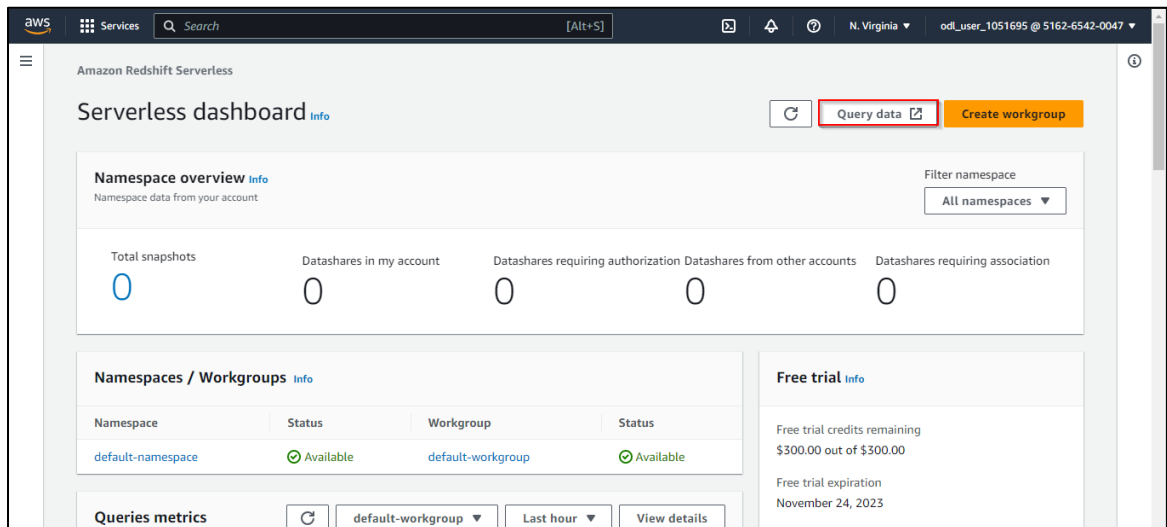 aws
Services
Search
[Alt+S]
N. Virginia ▼
odl_user_1051695 @ 5162-6542-0047 ▼
Amazon Redshift Serverless
Serverless dashboard Info
Query data
Create workgroup
Namespace overview Info
Namespace data from your account
Filter namespace
All namespaces ▼
Total snapshots
0
Datashares in my account
0
Datashares requiring authorization
0
Datashares from other accounts
0
Datashares requiring association
0
Namespaces / Workgroups Info
Namespace Status Workgroup Status
default-namespace Available default-workgroup Available
Free trial Info
Free trial credits remaining
$300.00 out of $300.00
Free trial expiration
November 24, 2023
Queries metrics
default-workgroup ▼
Last hour ▼
View details